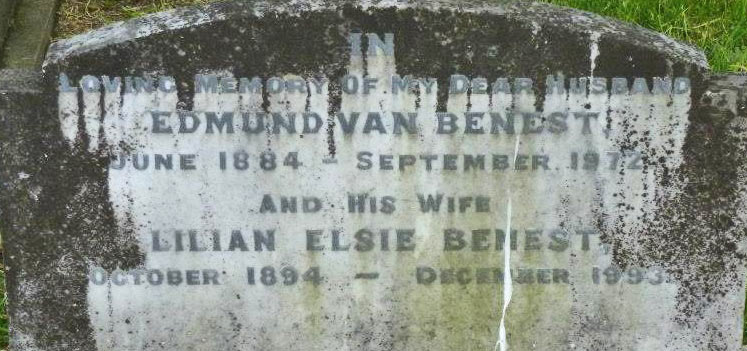 IN
LOVING MEMORY OF MY DEAR HUSBAND
EDMUND VAN BENEST,
JUNE 1884 - SEPTEMBER 1972
AND HIS WIFE
LILIAN ELSIE BENEST,
OCTOBER 1894 - DECEMBER